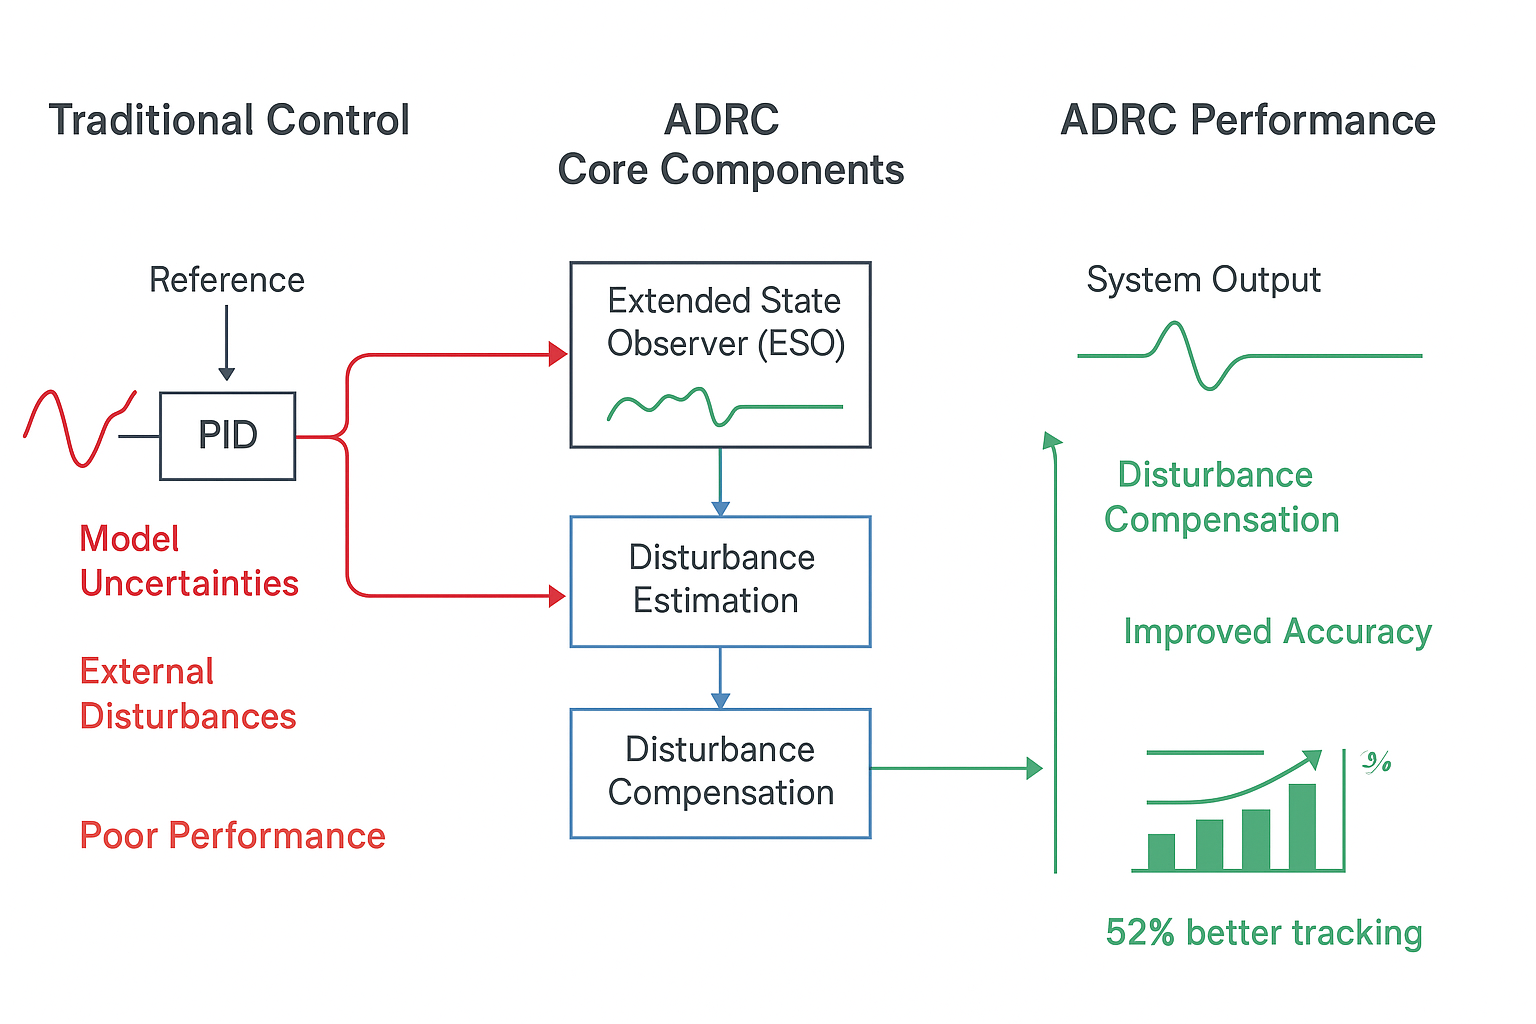 Traditional Control
Reference
PID
Model
Uncertainties
External
Disturbances
Poor Performance
ADRC
Core Components
Extended State
Observer (ESO)
Disturbance
Estimation
Disturbance
Compensation
ADRC Performance
System Output
Disturbance
Compensation
Improved Accuracy
%
52% better tracking